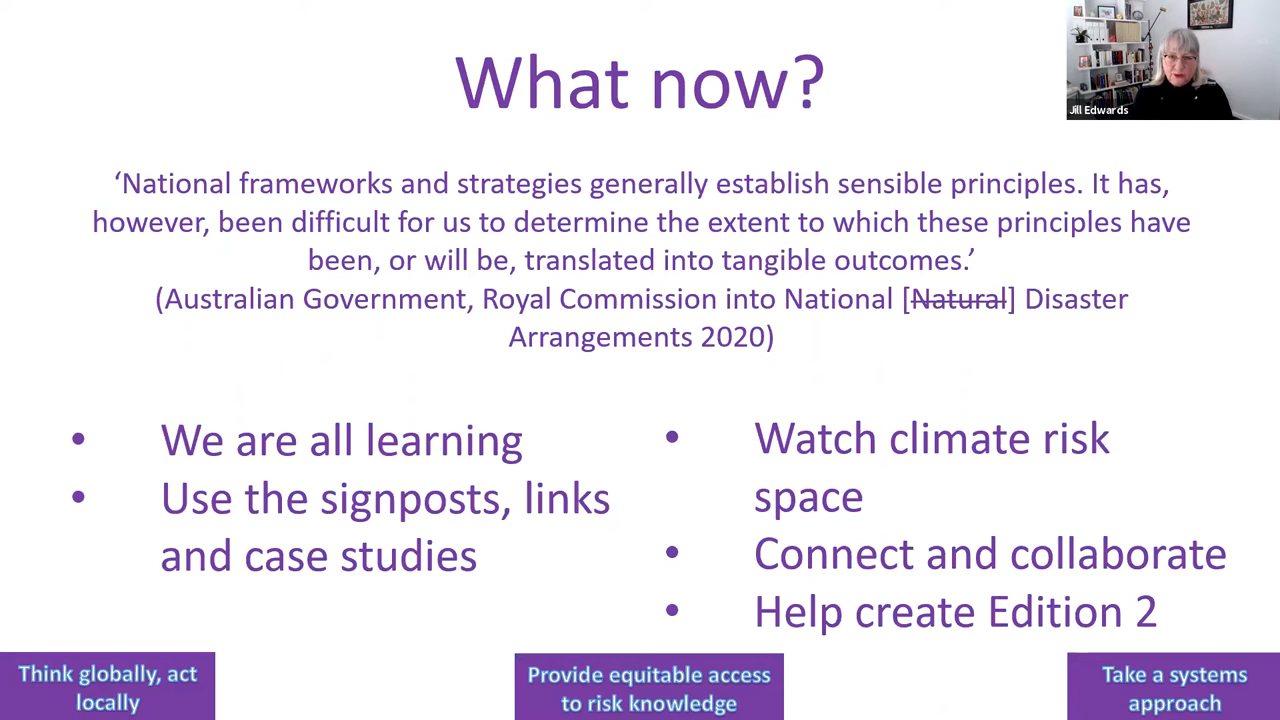 What now?
Jill Edwards
‘National frameworks and strategies generally establish sensible principles. It has,
however, been difficult for us to determine the extent to which these principles have
been, or will be, translated into tangible outcomes.’
(Australian Government, Royal Commission into National [Natural] Disaster
Arrangements 2020)
• We are all learning
• Use the signposts, links
and case studies
• Watch climate risk
space
• Connect and collaborate
• Help create Edition 2
Think globally, act
locally
Provide equitable access
to risk knowledge
Take a systems
approach